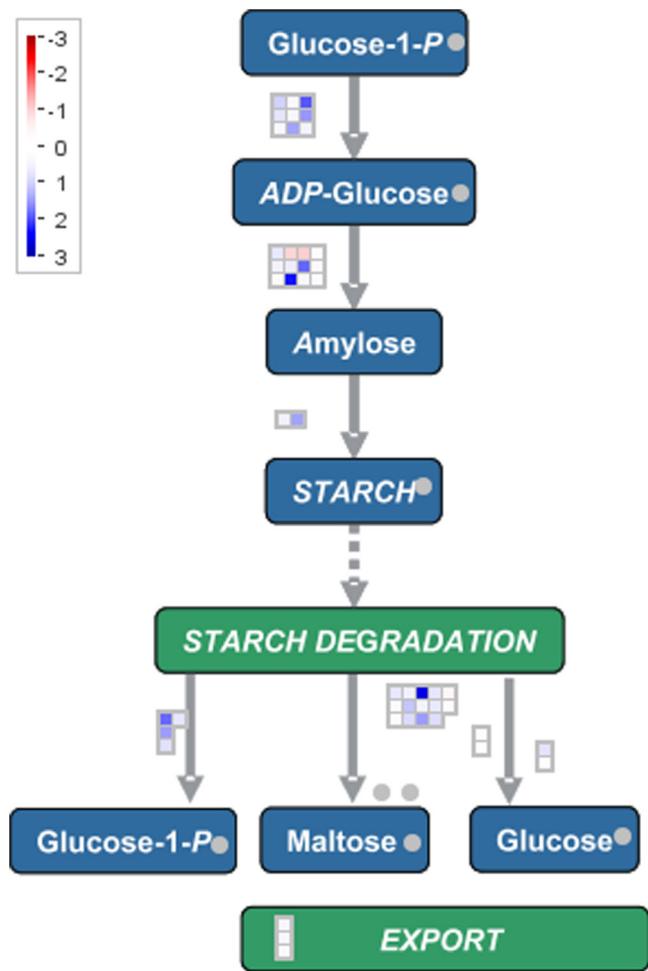 -3
-2
-1
0
1
2
3
Glucose-1-P
ADP-Glucose
Amylose
STARCH
STARCH DEGRADATION
Glucose-1-P
Maltose
Glucose
EXPORT